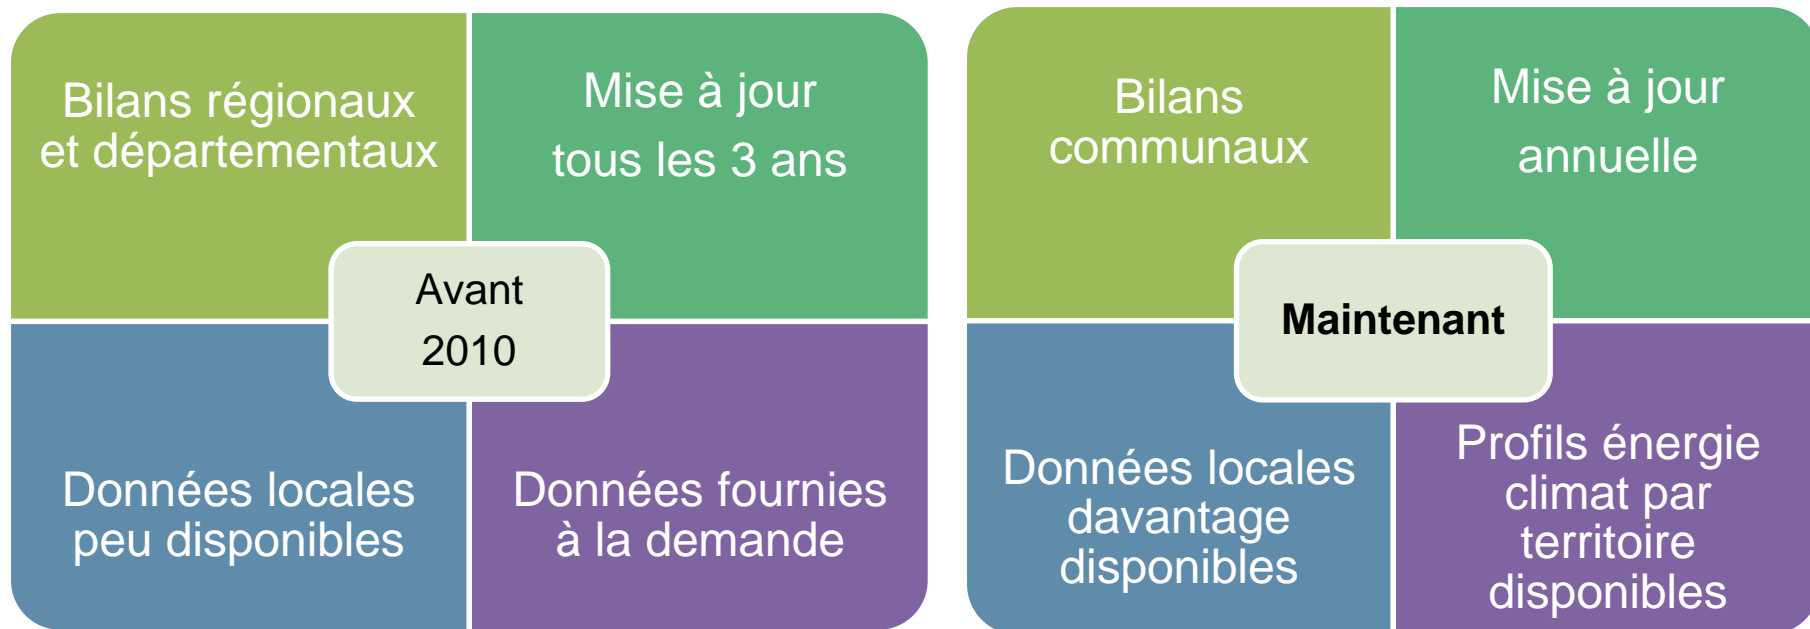 Bilans régionaux
et départementaux
Mise à jour
tous les 3 ans
Avant
2010
Données locales
peu disponibles
Données fournies
à la demande
Bilans
communaux
Mise à jour
annuelle
Maintenant
Données locales
davantage
disponibles
Profils énergie
climat par
territoire
disponibles